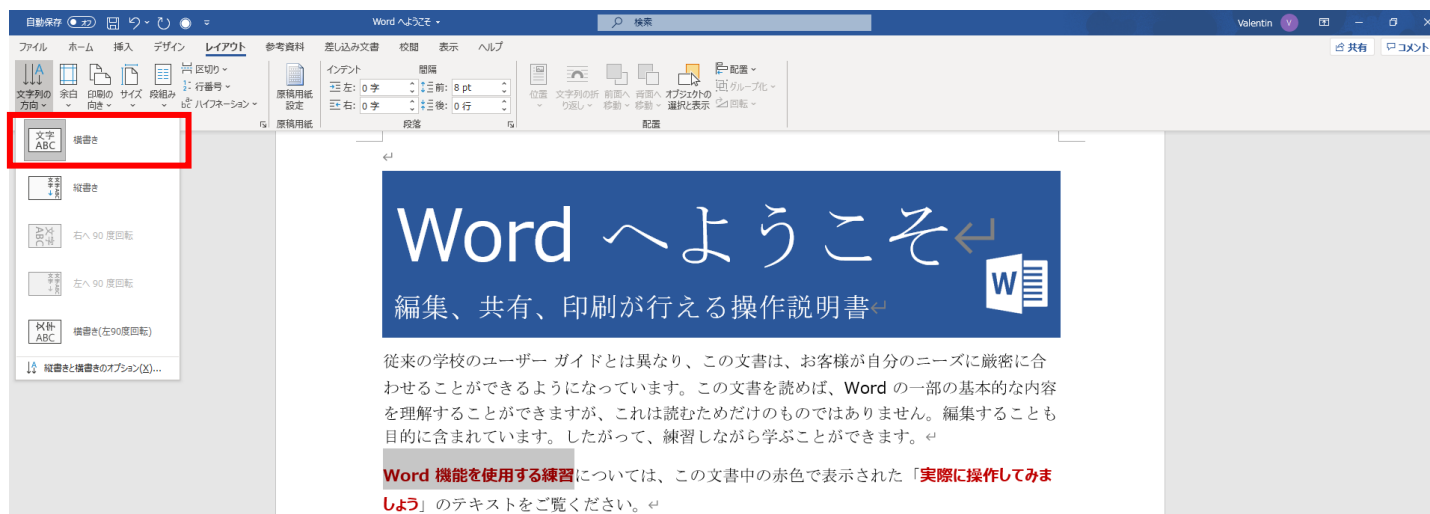 自動保存 オフ Word へようこそ 検索 Valentin V
ファイル ホーム 挿入 デザイン レイアウト 参考資料 差し込み文書 校閲 表示 ヘルプ 共有 コメント
文字列の方向 余白 印刷の向き サイズ 段組み
区切り
行番号
ハイフネーション
原稿用紙設定
原稿用紙
インデント 間隔
左: 0 字 前: 8 pt
右: 0 字 後: 0 行
段落
位置 文字列の折り返し 前面へ移動 背面へ移動 オブジェクトの選択と表示
配置
グループ化
回転
配置
文字 ABC 横書き
縦書き
右へ 90 度回転
左へ 90 度回転
ABC 横書き(左90度回転)
縦書きと横書きのオプション(X)...
Word へようこそ
W
編集、共有、印刷が行える操作説明書
従来の学校のユーザー ガイドとは異なり、この文書は、お客様が自分のニーズに厳密に合
わせることができるようになっています。この文書を読めば、Word の一部の基本的な内容
を理解することができますが、これは読むためだけのものではありません。編集することも
目的に含まれています。したがって、練習しながら学ぶことができます。
Word 機能を使用する練習については、この文書中の赤色で表示された「実際に操作してみま
しょう」のテキストをご覧ください。